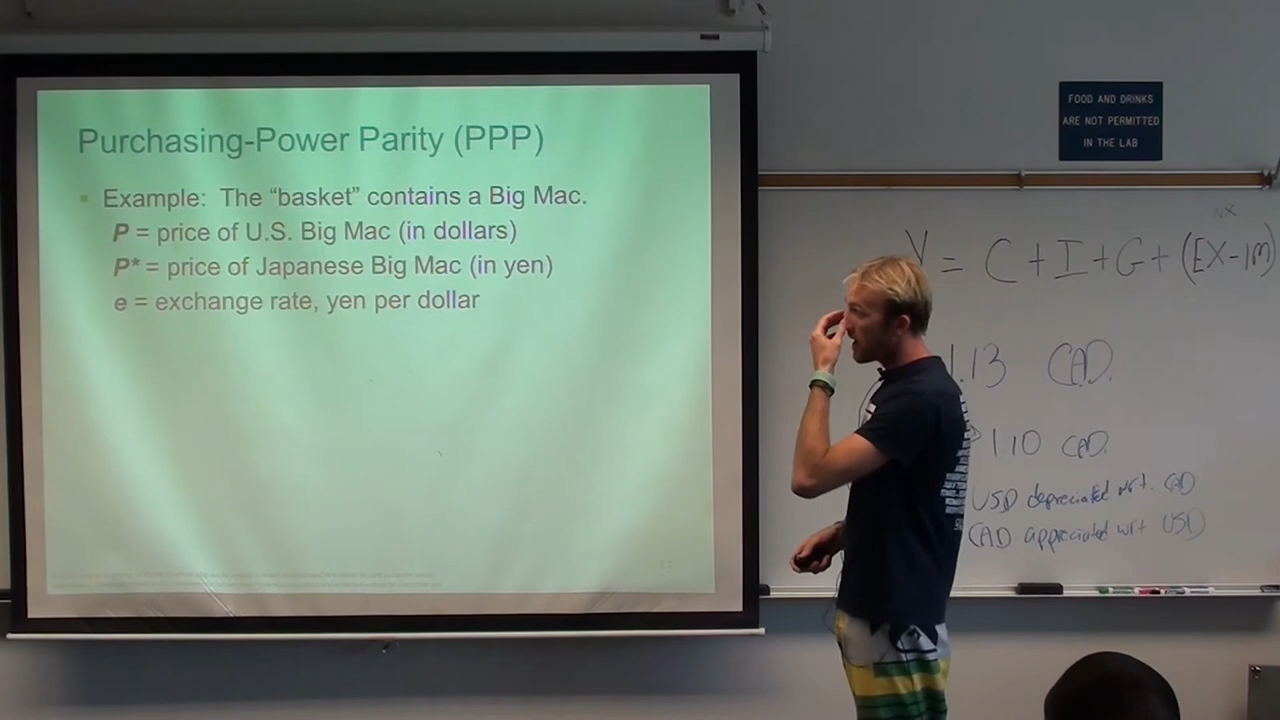 Purchasing-Power Parity (PPP)
Example: The “basket” contains a Big Mac.
P = price of U.S. Big Mac (in dollars)
P* = price of Japanese Big Mac (in yen)
e = exchange rate, yen per dollar
FOOD AND DRINKS
ARE NOT PERMITTED
IN THE LAB
NX
Y = C+I+G+(EX-IM)
1.13 CAD.
1.10 CAD.
USD depreciated wrt. CAD
CAD appreciated wrt USD